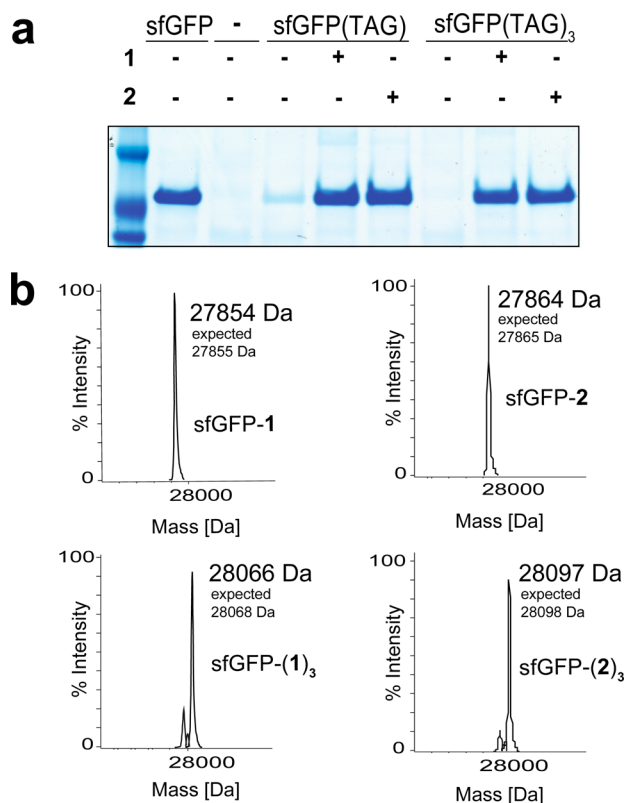 a
sfGFP - sfGFP(TAG) sfGFP(TAG)3
1 - - - + - - + -
2 - - - - + - - +
b
100
% Intensity
0
27854 Da
expected
27855 Da
sfGFP-1
28000
Mass [Da]
100
% Intensity
0
27864 Da
expected
27865 Da
sfGFP-2
28000
Mass [Da]
100
% Intensity
0
28066 Da
expected
28068 Da
sfGFP-(1)3
28000
Mass [Da]
100
% Intensity
0
28097 Da
expected
28098 Da
sfGFP-(2)3
28000
Mass [Da]